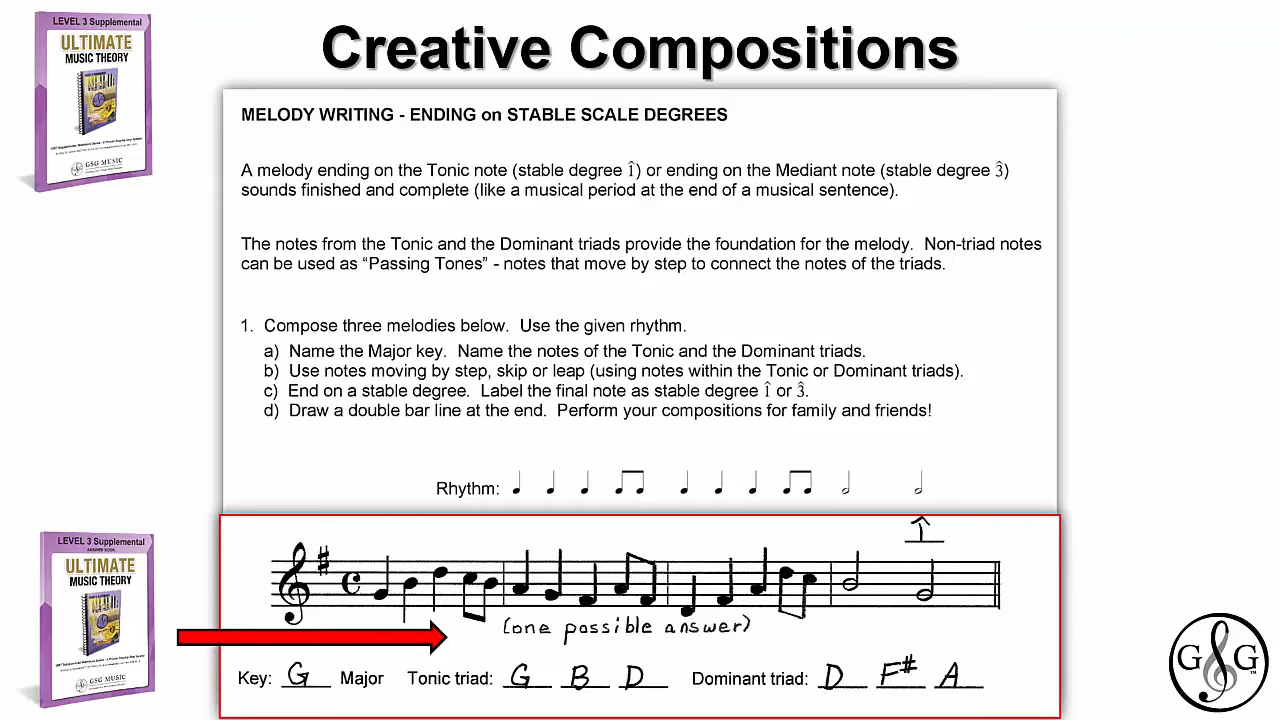 LEVEL 3 Supplemental
ULTIMATE
MUSIC THEORY
GSG MUSIC
Creative Compositions
MELODY WRITING - ENDING on STABLE SCALE DEGREES
A melody ending on the Tonic note (stable degree 1̂) or ending on the Mediant note (stable degree 3̂)
sounds finished and complete (like a musical period at the end of a musical sentence).
The notes from the Tonic and the Dominant triads provide the foundation for the melody. Non-triad notes
can be used as “Passing Tones” - notes that move by step to connect the notes of the triads.
1. Compose three melodies below. Use the given rhythm.
a) Name the Major key. Name the notes of the Tonic and the Dominant triads.
b) Use notes moving by step, skip or leap (using notes within the Tonic or Dominant triads).
c) End on a stable degree. Label the final note as stable degree 1̂ or 3̂.
d) Draw a double bar line at the end. Perform your compositions for family and friends!
Rhythm:
1̂
(one possible answer)
Key: G Major Tonic triad: G B D Dominant triad: D F# A
LEVEL 3 Supplemental
ANSWER BOOK
ULTIMATE
MUSIC THEORY
GSG MUSIC
G G